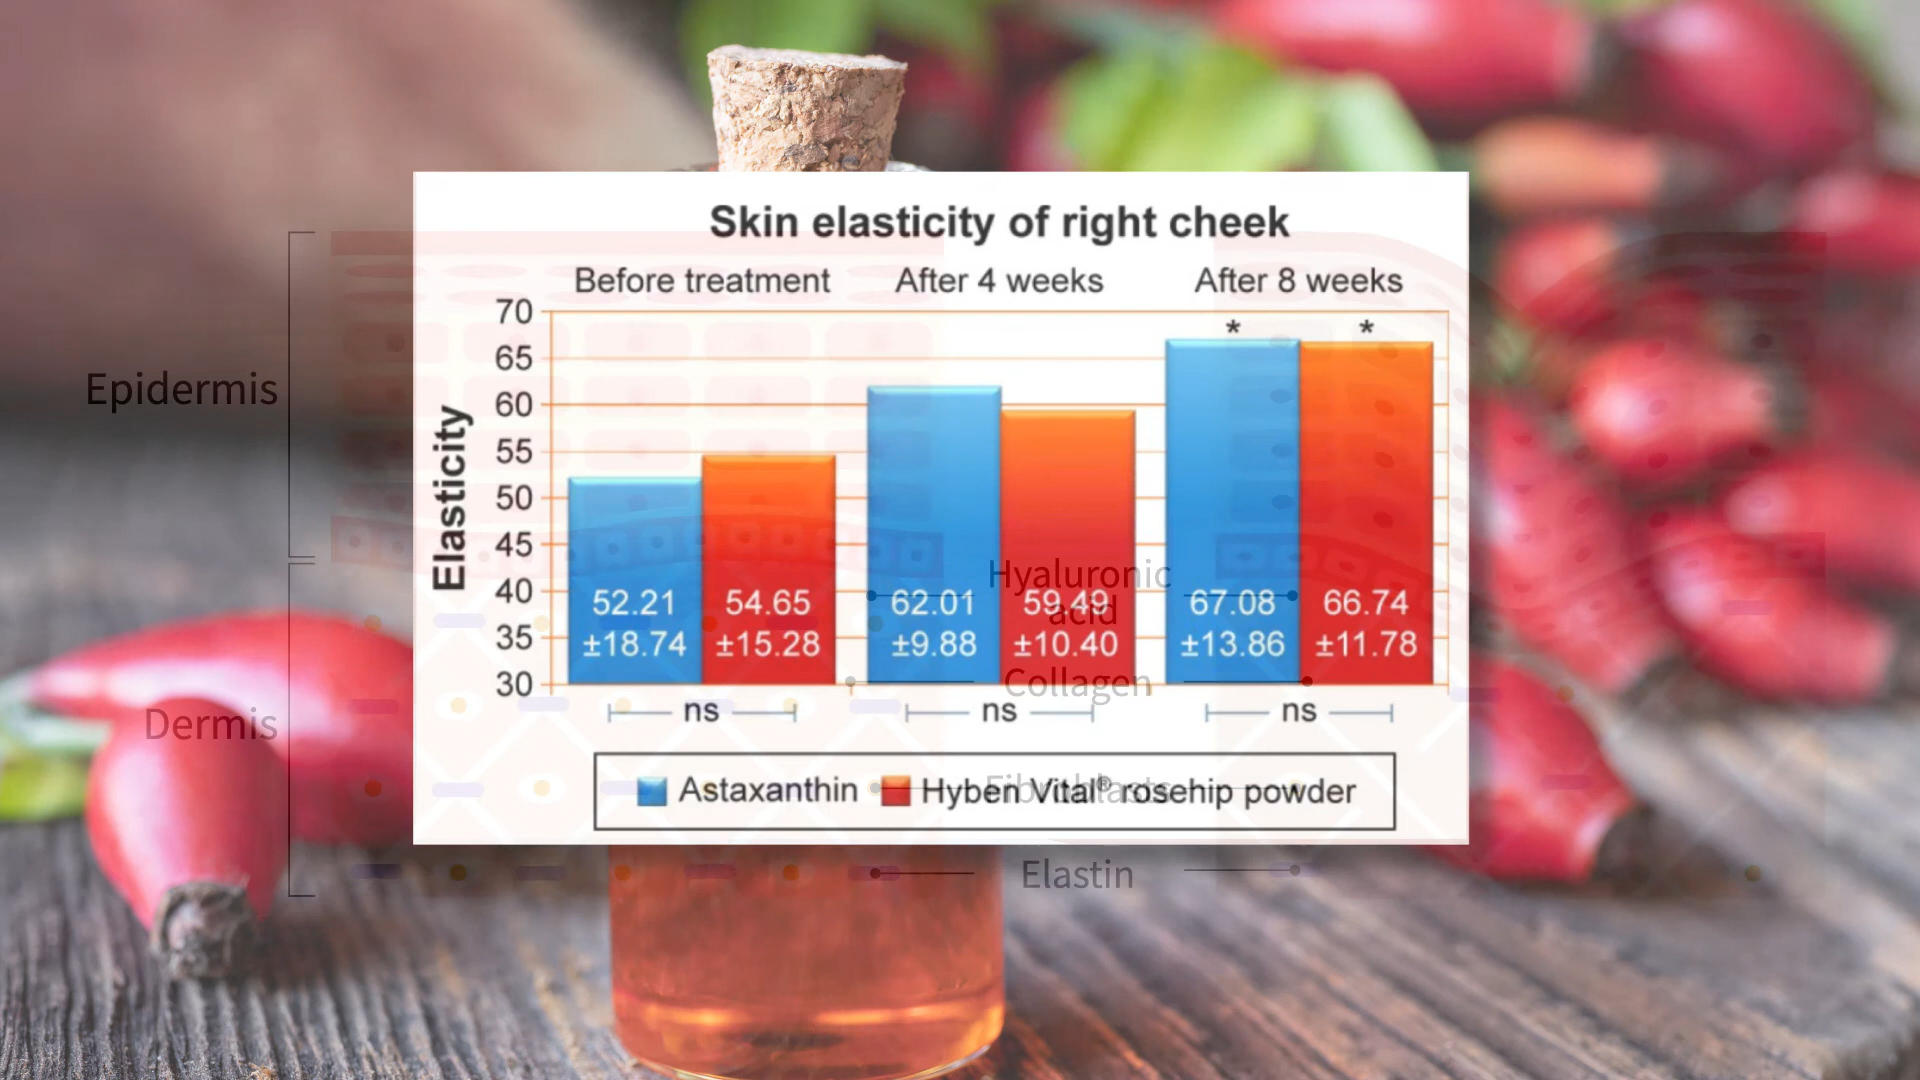 Skin elasticity of right cheek
Before treatment After 4 weeks After 8 weeks
70
65
60
55
50
45
40
35
30
Elasticity
* *
52.21 54.65 62.01 59.49 67.08 66.74
±18.74 ±15.28 ±9.88 ±10.40 ±13.86 ±11.78
ns ns ns
Astaxanthin Hyben Vital® rosehip powder
Epidermis
Dermis
Hyaluronic
acid
Collagen
Fibroblasts
Elastin